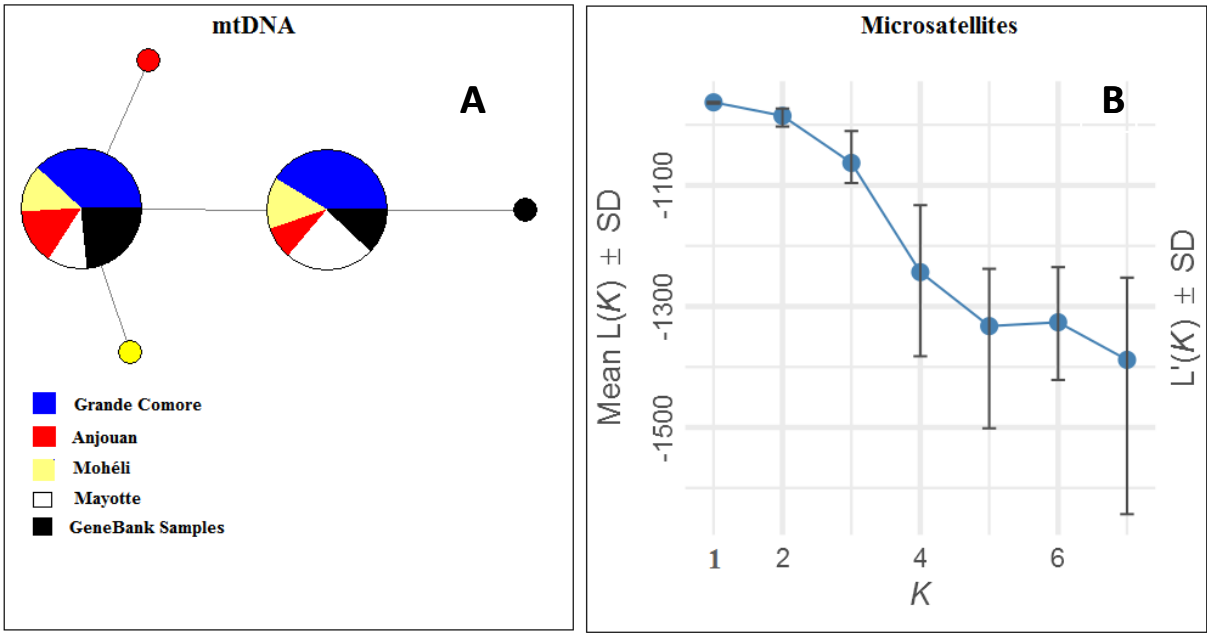 mtDNA
A
Grande Comore
Anjouan
Mohéli
Mayotte
GeneBank Samples
Microsatellites
B
Mean L(K) ± SD
-1100
-1300
-1500
L'(K) ± SD
1 2 4 6
K